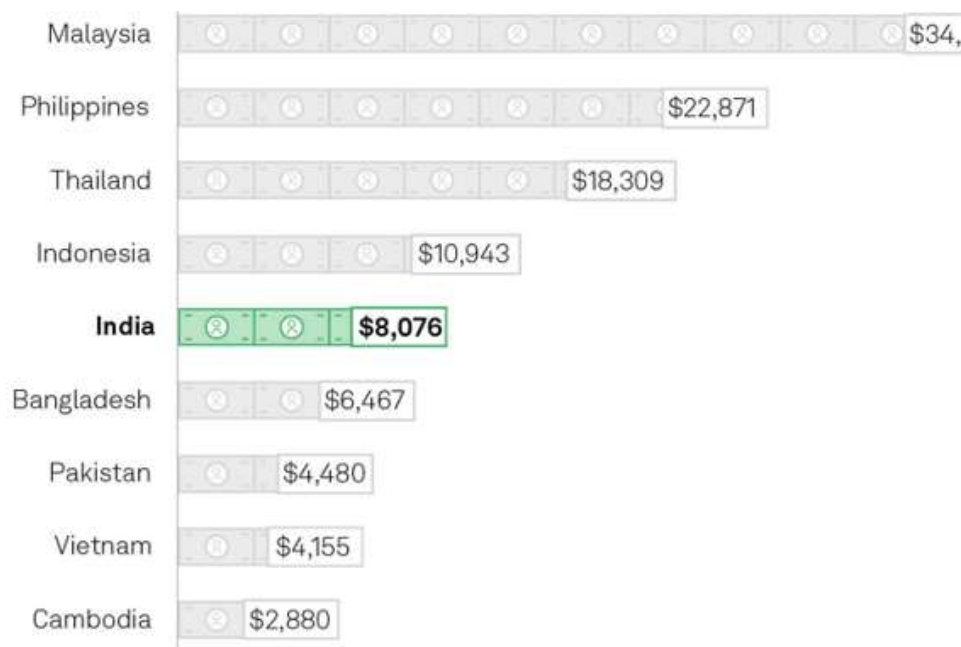 Malaysia $34,
Philippines $22,871
Thailand $18,309
Indonesia $10,943
India $8,076
Bangladesh $6,467
Pakistan $4,480
Vietnam $4,155
Cambodia $2,880